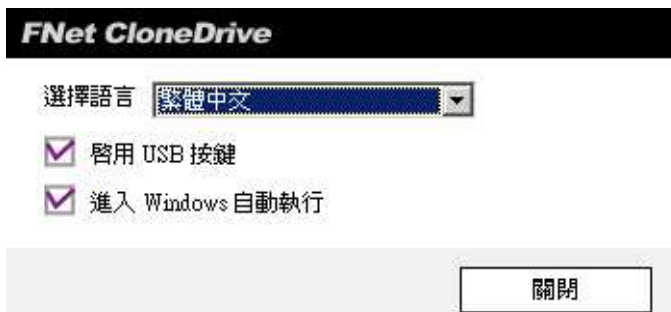 FNet CloneDrive
選擇語言 繁體中文
啓用 USB 按鍵
進入 Windows 自動執行
關閉